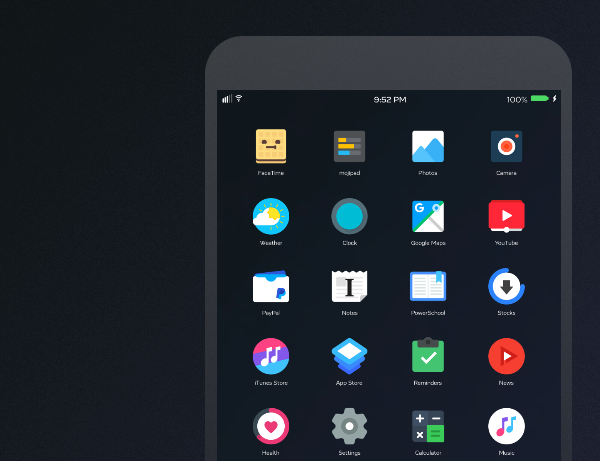 9:52 PM 100%
FaceTime mojipad Photos Camera
Weather Clock Google Maps YouTube
PayPal Notes PowerSchool Stocks
iTunes Store App Store Reminders News
Health Settings Calculator Music